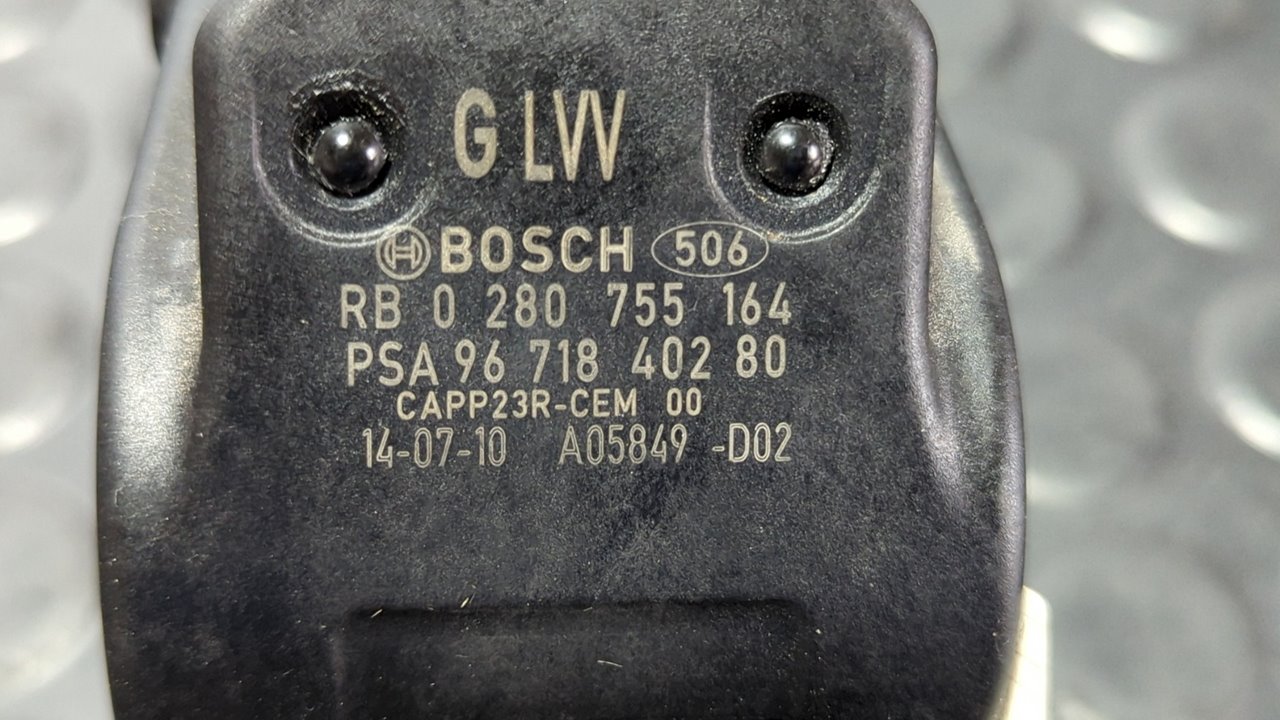 G LVV
BOSCH 506
RB 0 280 755 164
PSA 96 718 402 80
CAPP23R-CEM 00
14-07-10 A05849 -D02